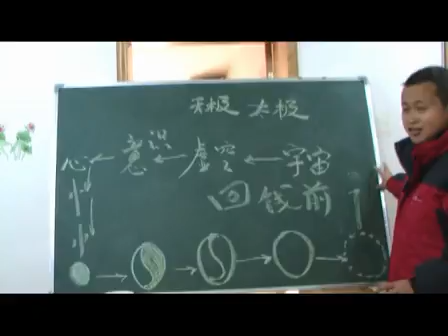 无极 太极
心 ← 意识 ← 虚空 ← 宇宙
回 钱前